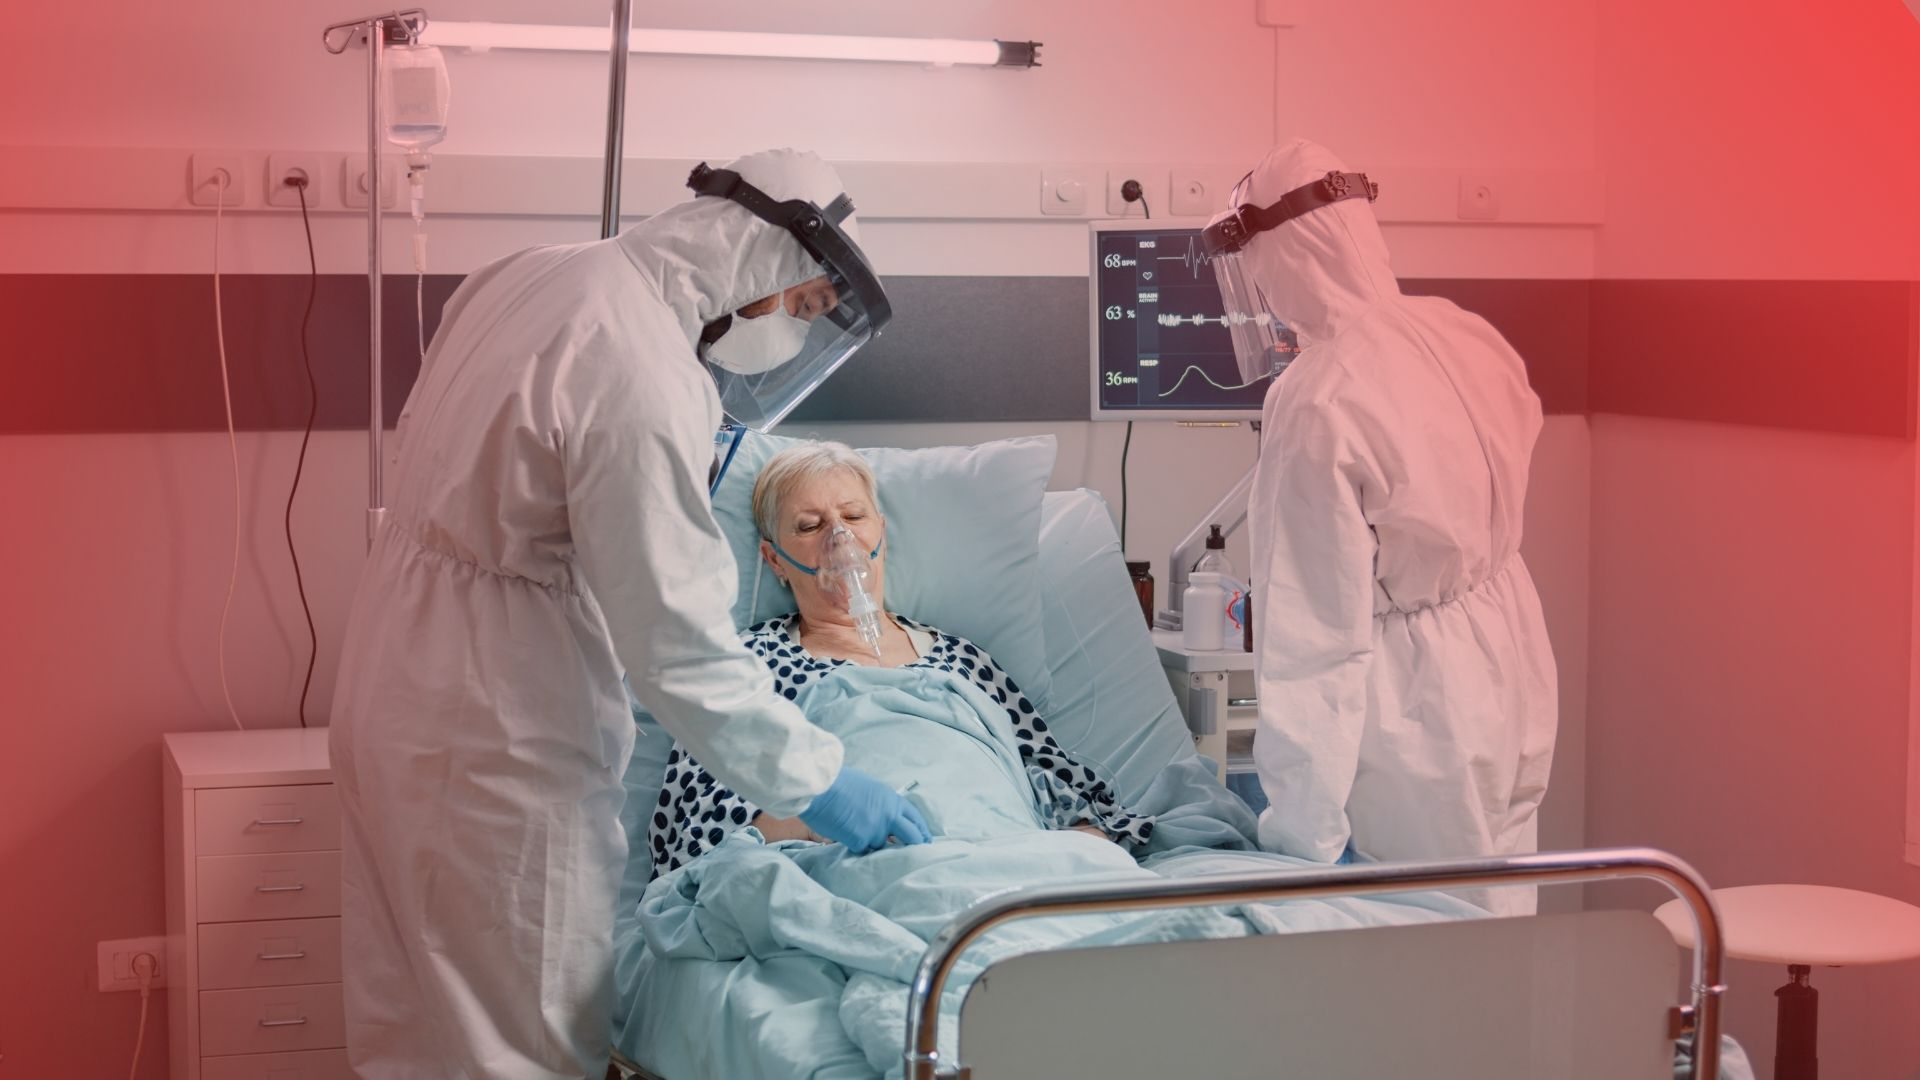 EKG
68 BPM
BRAIN
ACTIVITY
63 %
RESP
36 RPM